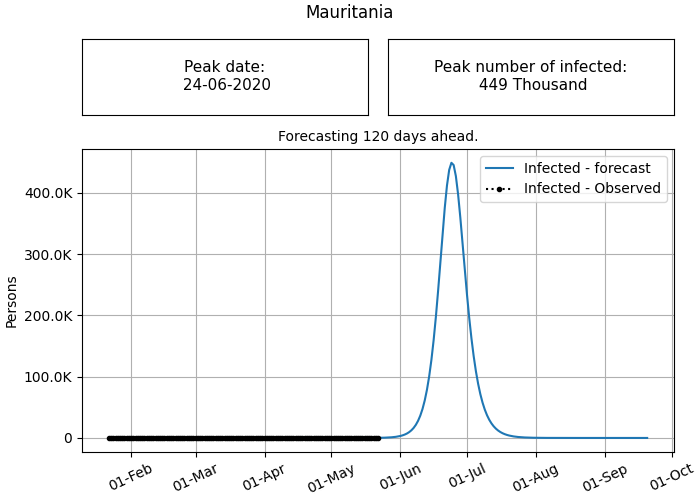 Mauritania
Peak date:
24-06-2020
Peak number of infected:
449 Thousand
Forecasting 120 days ahead.
Infected - forecast
Infected - Observed
Persons
400.0K
300.0K
200.0K
100.0K
0
01-Feb
01-Mar
01-Apr
01-May
01-Jun
01-Jul
01-Aug
01-Sep
01-Oct